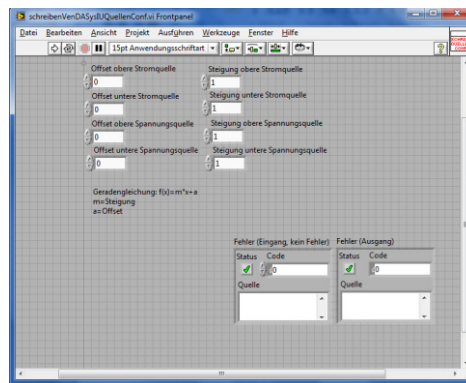 schreibenVenDASysIUQuellenConf.vi Frontpanel
Datei Bearbeiten Ansicht Projekt Ausführen Werkzeuge Fenster Hilfe
15pt Anwendungsschriftart
Offset obere Stromquelle Steigung obere Stromquelle
0 1
Offset untere Stromquelle Steigung untere Stromquelle
0 1
Offset obere Spannungsquelle Steigung obere Spannungsquelle
0 1
Offset untere Spannungsquelle Steigung untere Spannungsquelle
0 1
Geradengleichung: f(x)=m*x+a
m=Steigung
a=Offset
Fehler (Eingang, kein Fehler) Fehler (Ausgang)
Status Code Status Code
0 0
Quelle Quelle